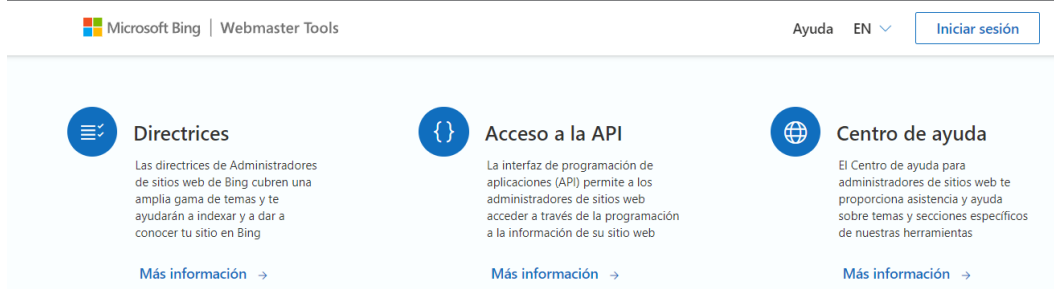 Microsoft Bing | Webmaster Tools
Ayuda
EN
Iniciar sesión
Directrices
Las directrices de Administradores
de sitios web de Bing cubren una
amplia gama de temas y te
ayudarán a indexar y a dar a
conocer tu sitio en Bing
Más información →
Acceso a la API
La interfaz de programación de
aplicaciones (API) permite a los
administradores de sitios web
acceder a través de la programación
a la información de su sitio web
Más información →
Centro de ayuda
El Centro de ayuda para
administradores de sitios web te
proporciona asistencia y ayuda
sobre temas y secciones específicos
de nuestras herramientas
Más información →